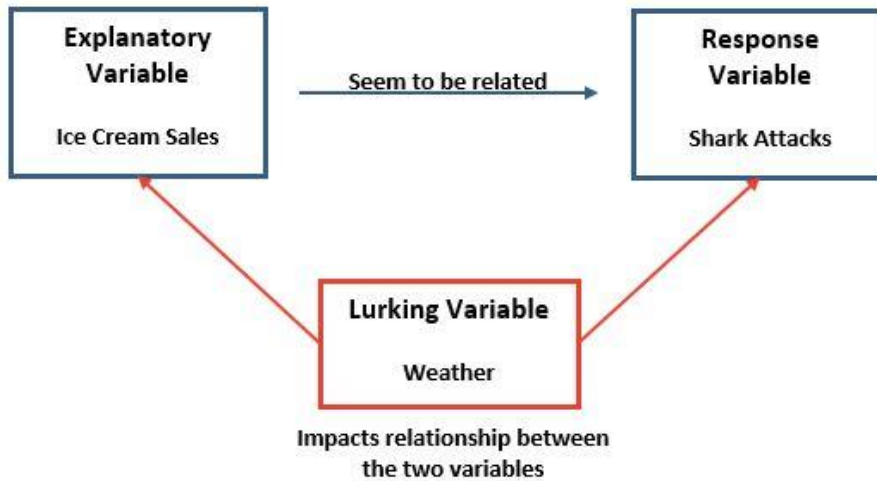 Explanatory
Variable
Ice Cream Sales
Seem to be related
Response
Variable
Shark Attacks
Lurking Variable
Weather
Impacts relationship between
the two variables